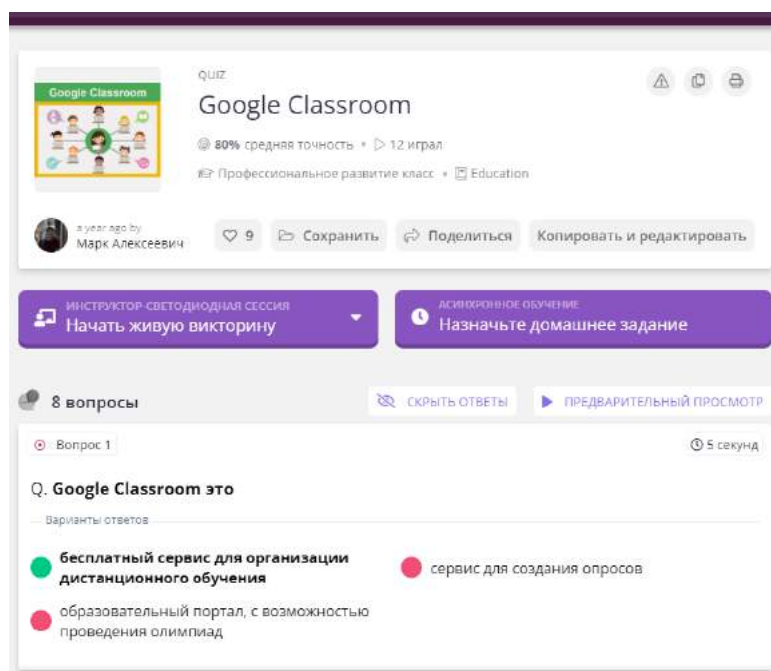 Google Classroom
QUIZ
Google Classroom
80% средняя точность • 12 играл
Профессиональное развитие класс • Education
a year ago by
Марк Алексеевич
9
Сохранить
Поделиться
Копировать и редактировать
ИНСТРУКТОР-СВЕТОДИОДНАЯ СЕССИЯ
Начать живую викторину
АСИНХРОННОЕ ОБУЧЕНИЕ
Назначьте домашнее задание
8 вопросы
СКРЫТЬ ОТВЕТЫ
ПРЕДВАРИТЕЛЬНЫЙ ПРОСМОТР
Вопрос 1
5 секунд
Q. Google Classroom это
Варианты ответов
бесплатный сервис для организации
дистанционного обучения
сервис для создания опросов
образовательный портал, с возможностью
проведения олимпиад